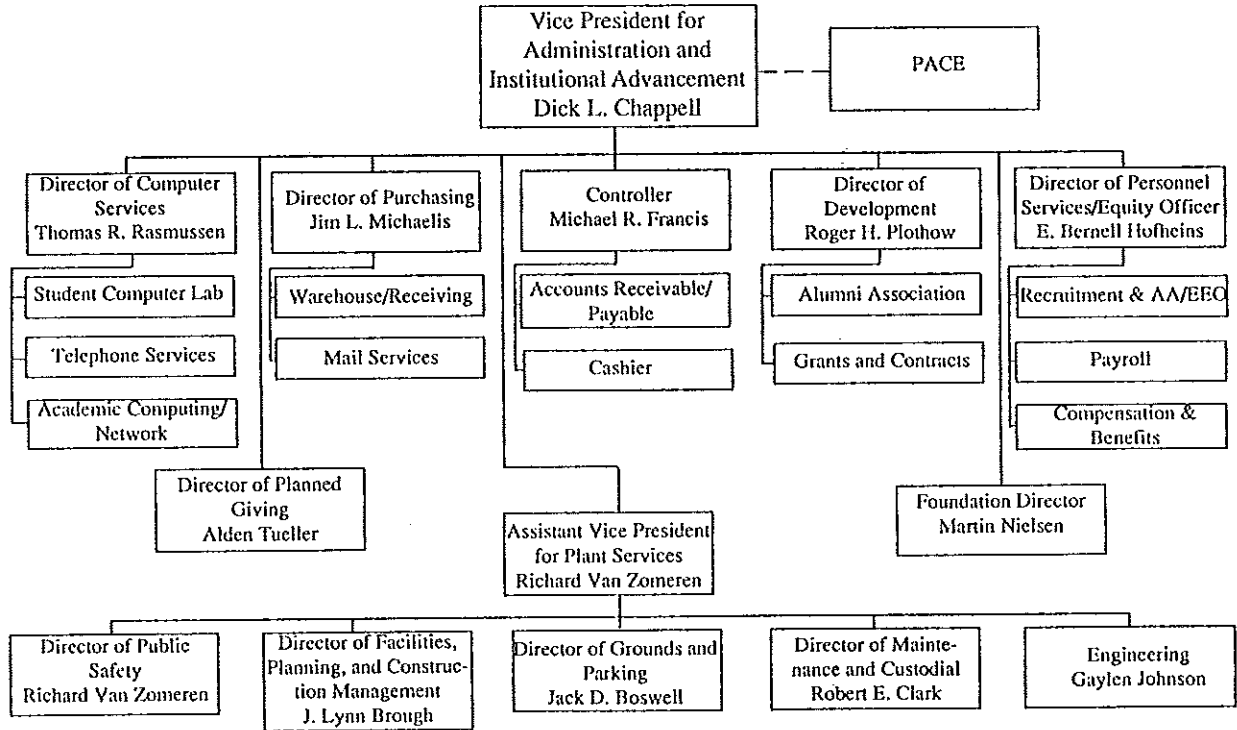 Vice President for
Administration and
Institutional Advancement
Dick L. Chappell
PACE
Director of Computer
Services
Thomas R. Rasmussen
Director of Purchasing
Jim L. Michaelis
Controller
Michael R. Francis
Director of
Development
Roger H. Plothow
Director of Personnel
Services/Equity Officer
E. Bernell Hofheins
Student Computer Lab
Telephone Services
Academic Computing/
Network
Warehouse/Receiving
Mail Services
Accounts Receivable/
Payable
Cashier
Alumni Association
Grants and Contracts
Recruitment & AA/EEO
Payroll
Compensation &
Benefits
Director of Planned
Giving
Alden Tueller
Assistant Vice President
for Plant Services
Richard Van Zomeren
Foundation Director
Martin Nielsen
Director of Public
Safety
Richard Van Zomeren
Director of Facilities,
Planning, and Construc-
tion Management
J. Lynn Brough
Director of Grounds and
Parking
Jack D. Boswell
Director of Mainte-
nance and Custodial
Robert E. Clark
Engineering
Gaylen Johnson